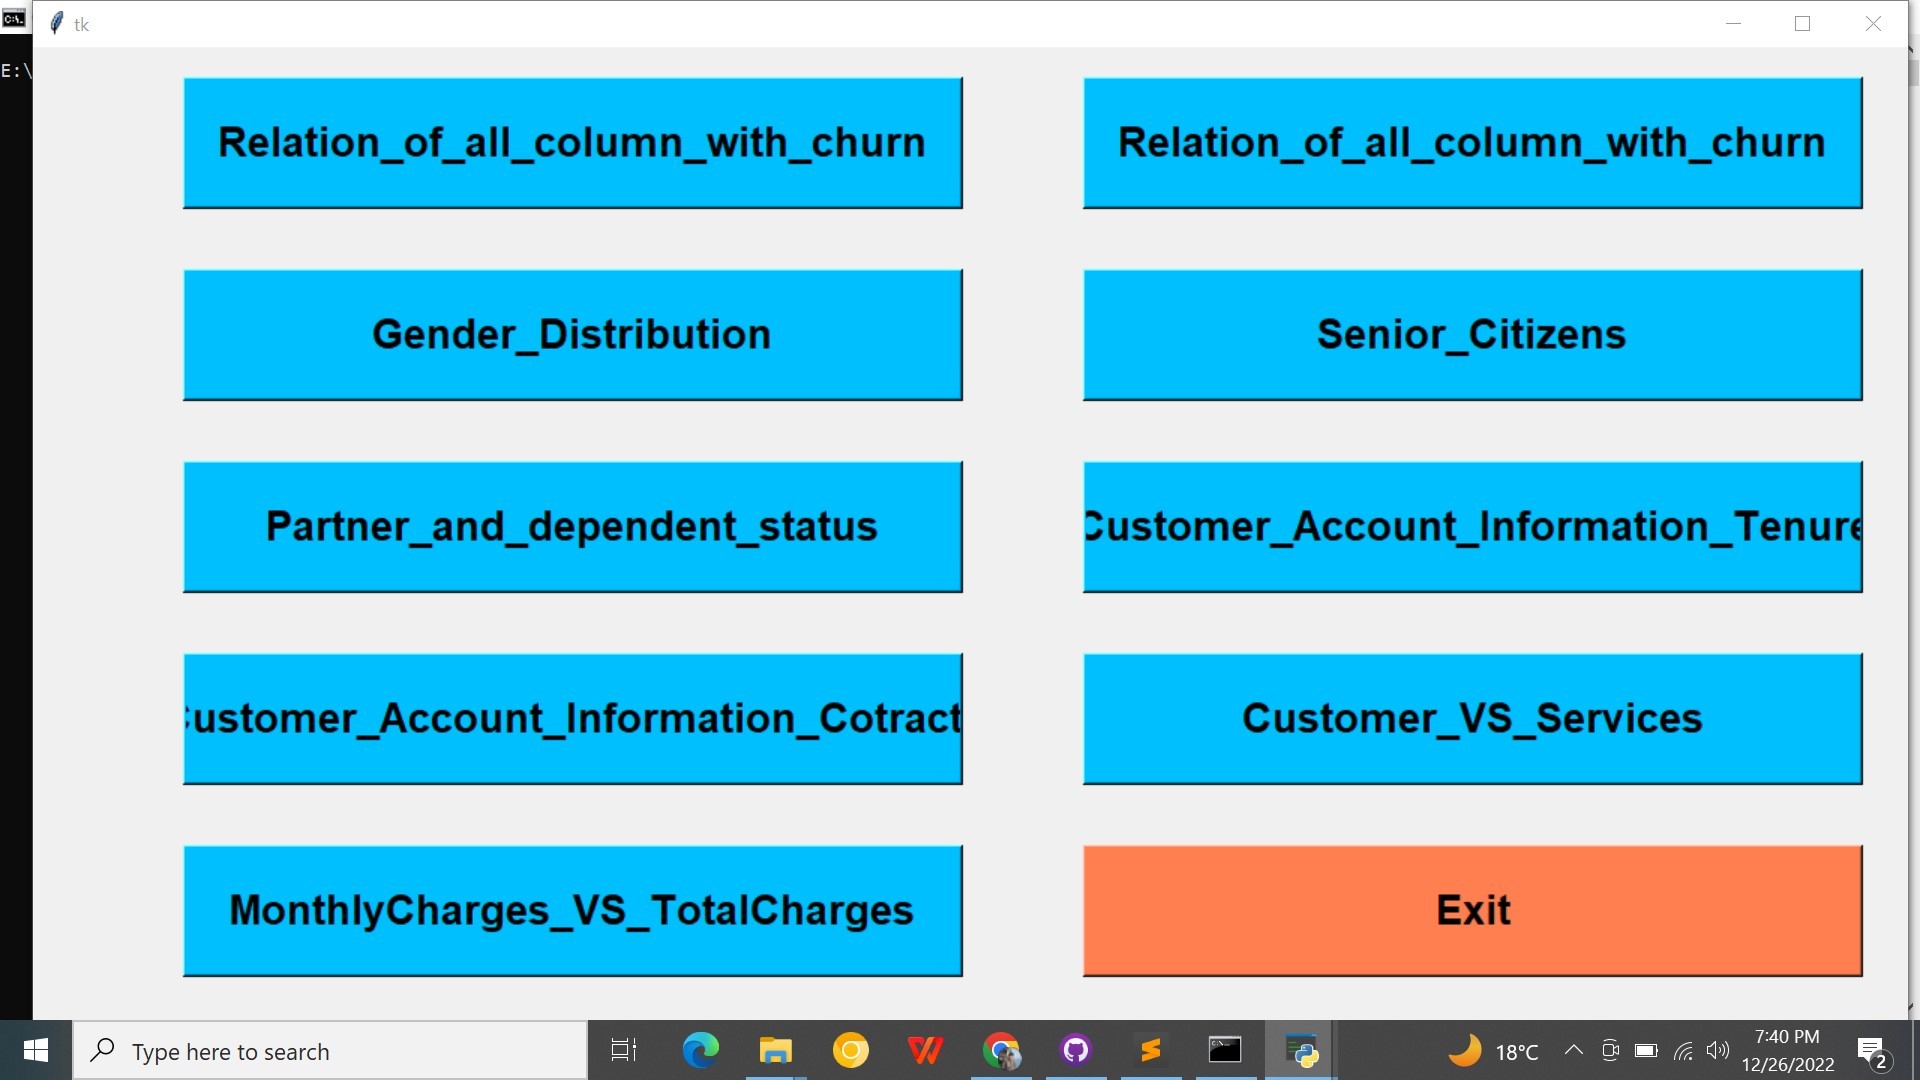 tk
E:\
Relation_of_all_column_with_churn
Relation_of_all_column_with_churn
Gender_Distribution
Senior_Citizens
Partner_and_dependent_status
Customer_Account_Information_Tenure
Customer_Account_Information_Cotract
Customer_VS_Services
MonthlyCharges_VS_TotalCharges
Exit
Type here to search
18°C
7:40 PM
12/26/2022
2